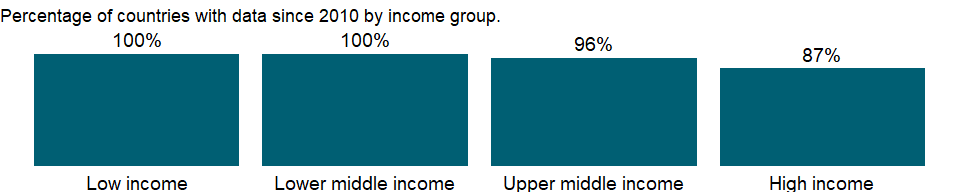 Percentage of countries with data since 2010 by income group.
100% 100% 96% 87%
Low income Lower middle income Upper middle income High income